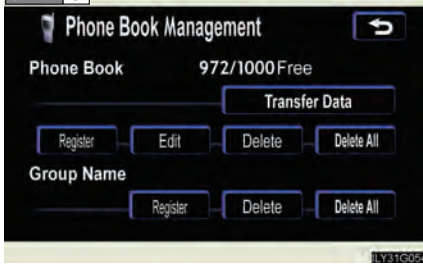 Phone Book Management
Phone Book 972/1000 Free
Transfer Data
Register Edit Delete Delete All
Group Name
Register Delete Delete All
ILY31G054